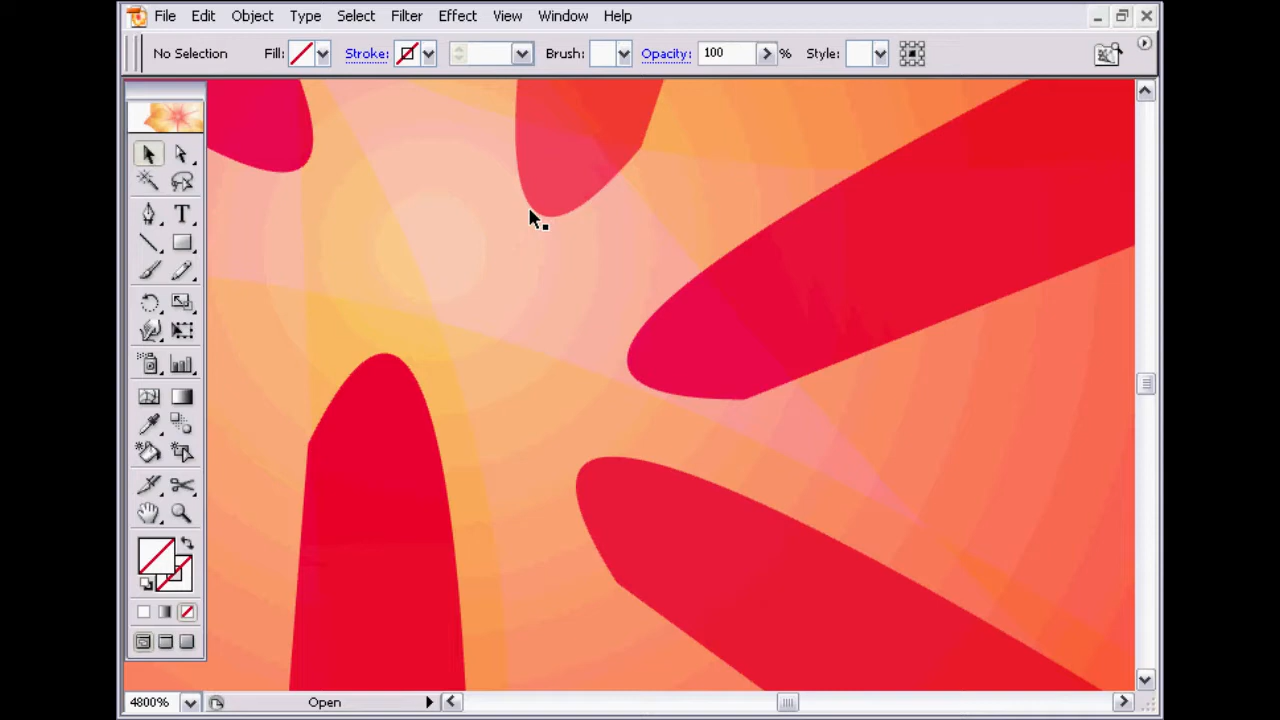 File Edit Object Type Select Filter Effect View Window Help
No Selection Fill: Stroke: Brush: Opacity: 100 % Style:
T
4800% Open